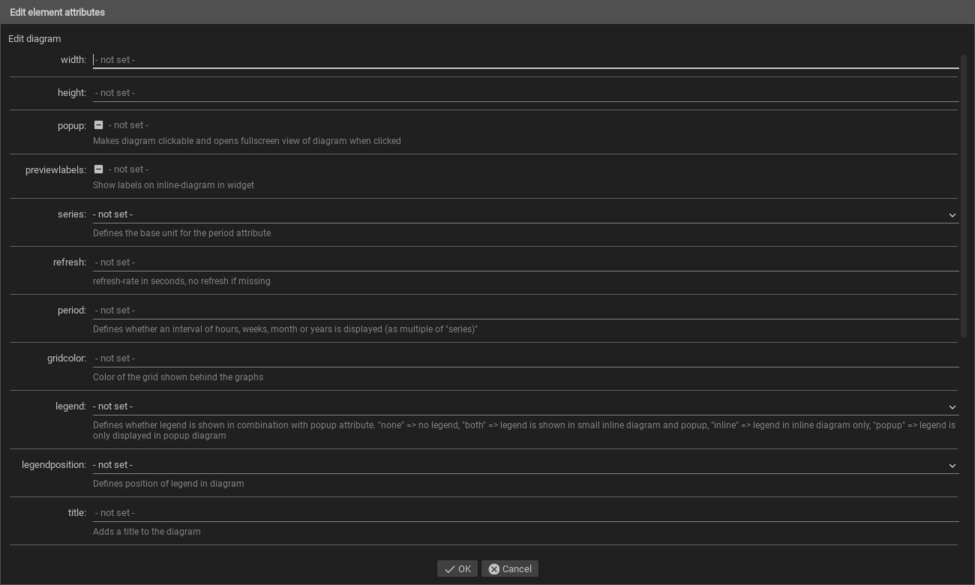 Edit element attributes
Edit diagram
width: - not set -
height: - not set -
popup: - not set -
Makes diagram clickable and opens fullscreen view of diagram when clicked
previewlabels: - not set -
Show labels on inline-diagram in widget
series: - not set -
Defines the base unit for the period attribute
refresh: - not set -
refresh-rate in seconds, no refresh if missing
period: - not set -
Defines whether an interval of hours, weeks, month or years is displayed (as multiple of "series)"
gridcolor: - not set -
Color of the grid shown behind the graphs
legend: - not set -
Defines whether legend is shown in combination with popup attribute. "none" => no legend, "both" => legend is shown in small inline diagram and popup, "inline" => legend in inline diagram only, "popup" => legend is
only displayed in popup diagram
legendposition: - not set -
Defines position of legend in diagram
title: - not set -
Adds a title to the diagram
OK Cancel